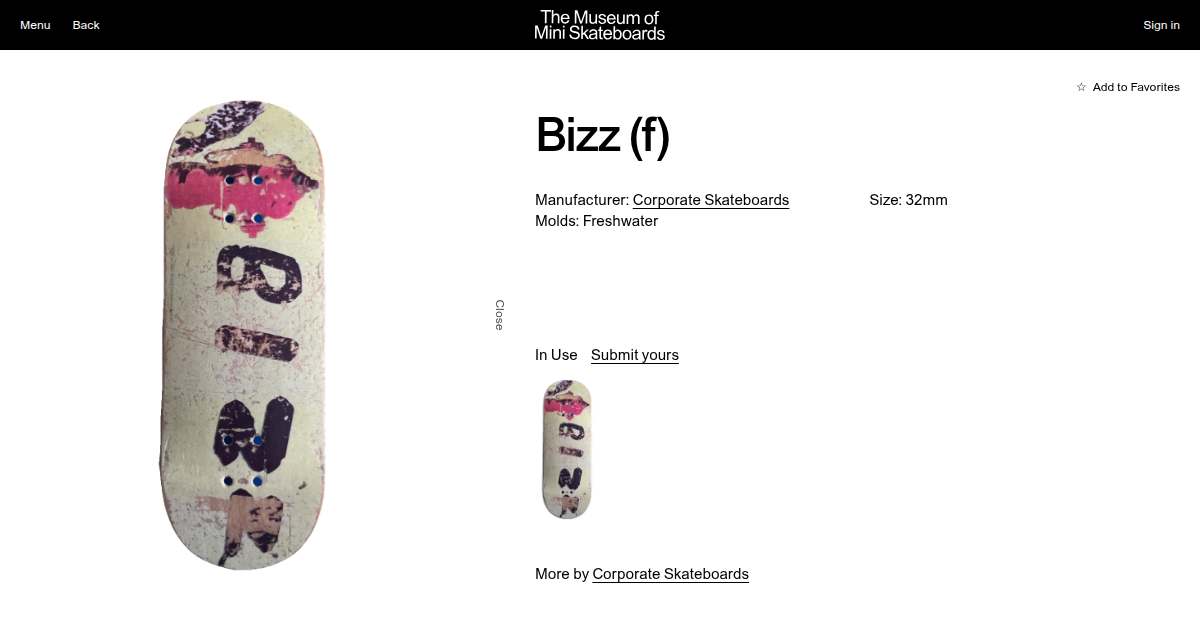 Menu
Back
The Museum of
Mini Skateboards
Sign in
☆ Add to Favorites
Bizz (f)
Manufacturer: Corporate Skateboards
Size: 32mm
Molds: Freshwater
Close
In Use
Submit yours
More by Corporate Skateboards
BIZZ